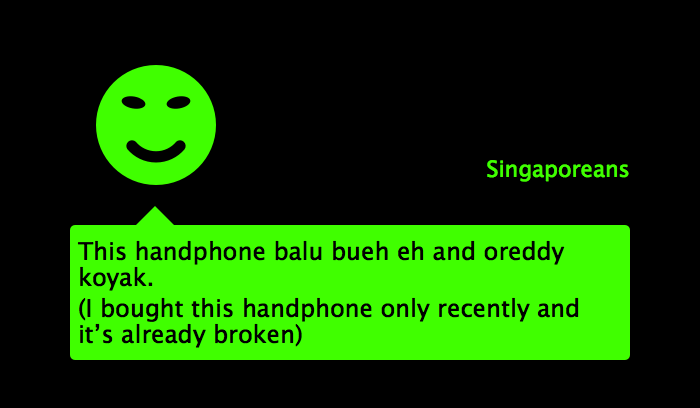 Singaporeans
This handphone balu bueh eh and oreddy
koyak.
(I bought this handphone only recently and
it’s already broken)